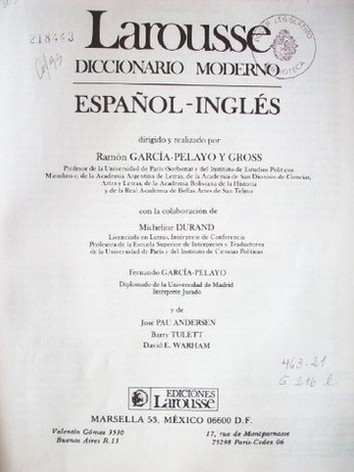 218443
Larousse
DICCIONARIO MODERNO
ESPAÑOL-INGLÉS
dirigido y realizado por
Ramón GARCÍA-PELAYO Y GROSS
Profesor de la Universidad de París (Sorbona) y del Instituto de Estudios Políticos
Miembro c. de la Academia Argentina de Letras, de la Academia de San Dionisio de Ciencias,
Artes y Letras, de la Academia Boliviana de la Historia
y de la Real Academia de Bellas Artes de San Telmo
con la colaboración de
Micheline DURAND
Licenciada en Letras, Intérprete de Conferencia
Profesora de la Escuela Superior de Intérpretes y Traductores
de la Universidad de París y del Instituto de Ciencias Políticas
Fernando GARCÍA-PELAYO
Diplomado de la Universidad de Madrid
Intérprete Jurado
y de
José PAU ANDERSEN
Barry TULETT
David E. WARHAM
463.21
G 216 l
EDICIONES
Larousse
MARSELLA 53, MÉXICO 06600 D.F.
Valentín Gómez 3530
Buenos Aires R.13
17, rue de Montparnasse
75298 París-Cedex 06